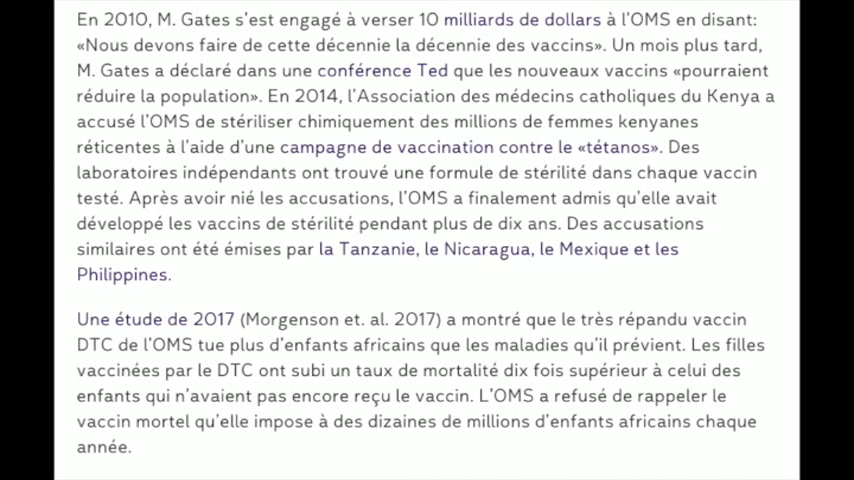 En 2010, M. Gates s'est engagé à verser 10 milliards de dollars à l'OMS en disant:
«Nous devons faire de cette décennie la décennie des vaccins». Un mois plus tard,
M. Gates a déclaré dans une conférence Ted que les nouveaux vaccins «pourraient
réduire la population». En 2014, l'Association des médecins catholiques du Kenya a
accusé l'OMS de stériliser chimiquement des millions de femmes kenyanes
réticentes à l'aide d'une campagne de vaccination contre le «tétanos». Des
laboratoires indépendants ont trouvé une formule de stérilité dans chaque vaccin
testé. Après avoir nié les accusations, l'OMS a finalement admis qu'elle avait
développé les vaccins de stérilité pendant plus de dix ans. Des accusations
similaires ont été émises par la Tanzanie, le Nicaragua, le Mexique et les
Philippines.
Une étude de 2017 (Morgenson et. al. 2017) a montré que le très répandu vaccin
DTC de l'OMS tue plus d'enfants africains que les maladies qu'il prévient. Les filles
vaccinées par le DTC ont subi un taux de mortalité dix fois supérieur à celui des
enfants qui n'avaient pas encore reçu le vaccin. L'OMS a refusé de rappeler le
vaccin mortel qu'elle impose à des dizaines de millions d'enfants africains chaque
année.